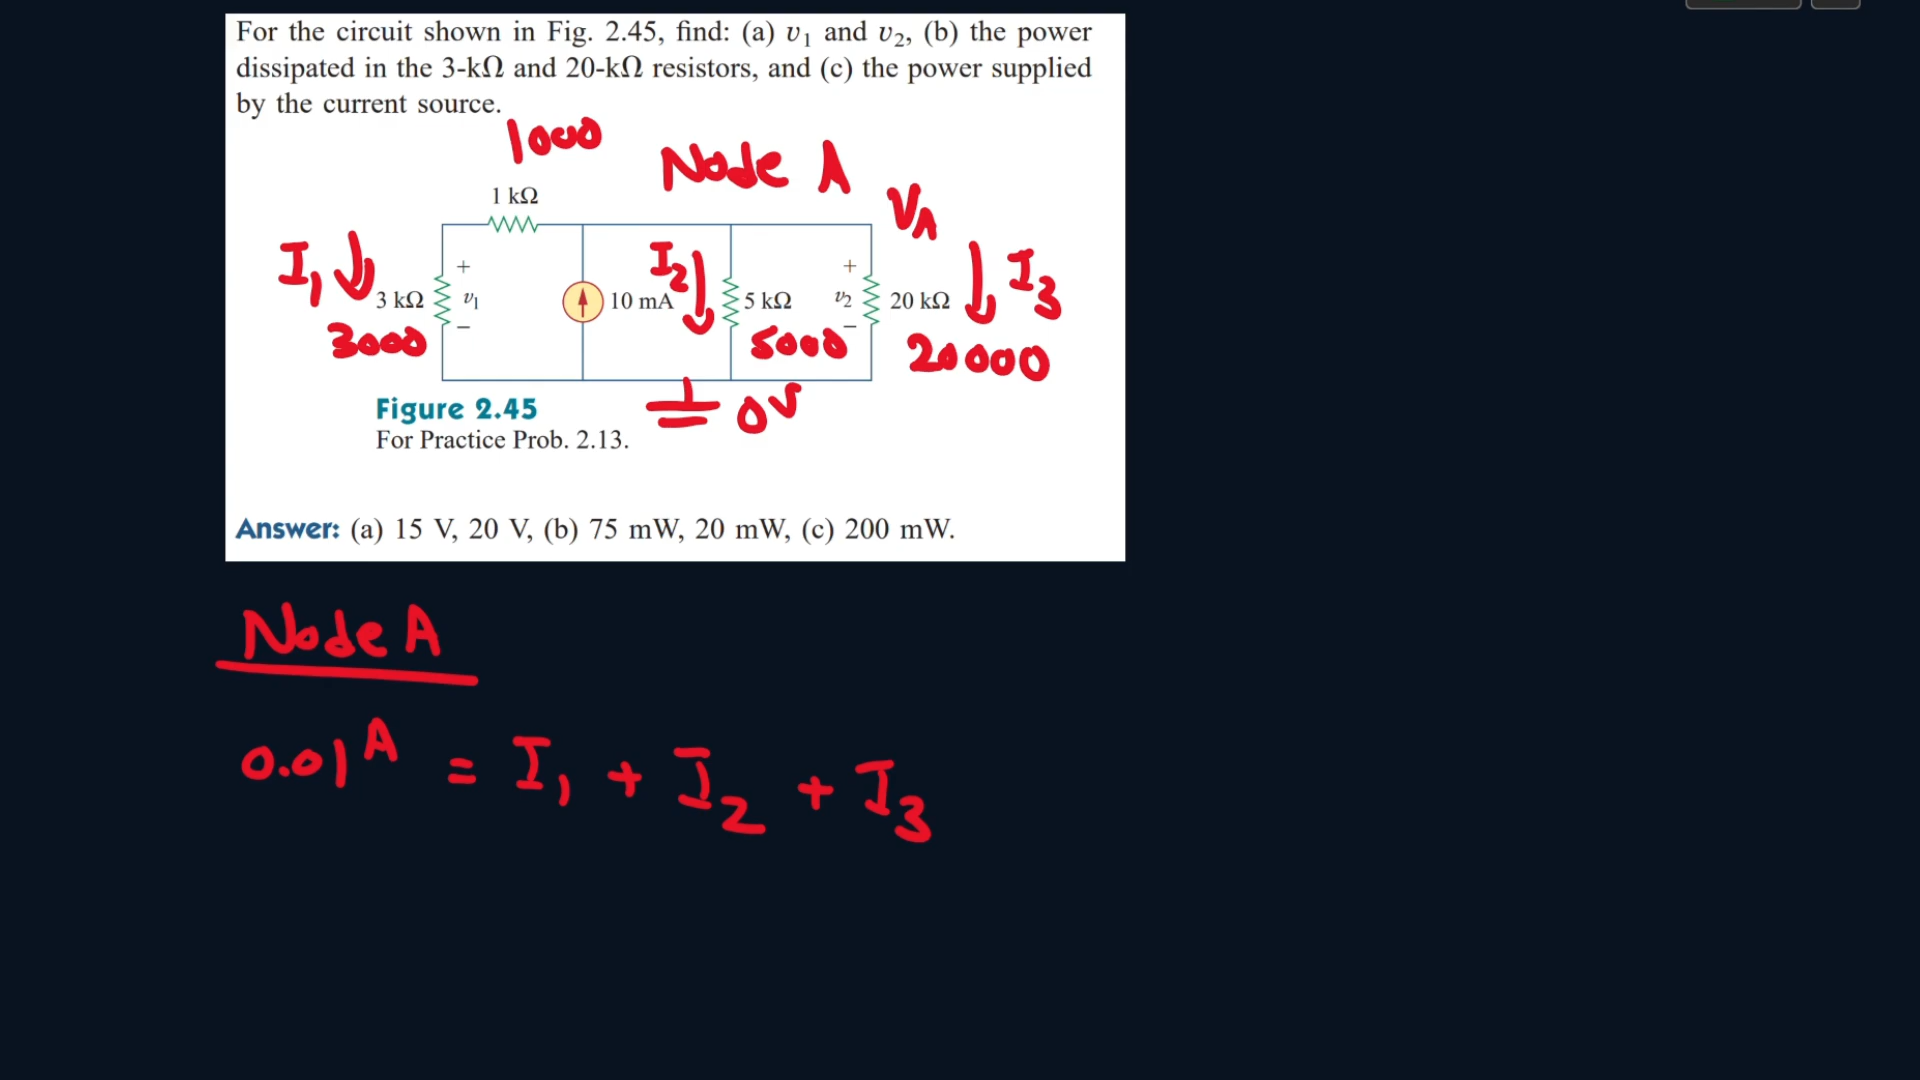 For the circuit shown in Fig. 2.45, find: (a) v₁ and v₂, (b) the power
dissipated in the 3-kΩ and 20-kΩ resistors, and (c) the power supplied
by the current source.
1000
Node A
1 kΩ
VA
I₁
I₂
I₃
+
+
3 kΩ
v₁
10 mA
5 kΩ
v₂
20 kΩ
−
−
3000
5000
20000
0V
Figure 2.45
For Practice Prob. 2.13.
Answer: (a) 15 V, 20 V, (b) 75 mW, 20 mW, (c) 200 mW.
Node A
0.01A = I₁ + I₂ + I₃